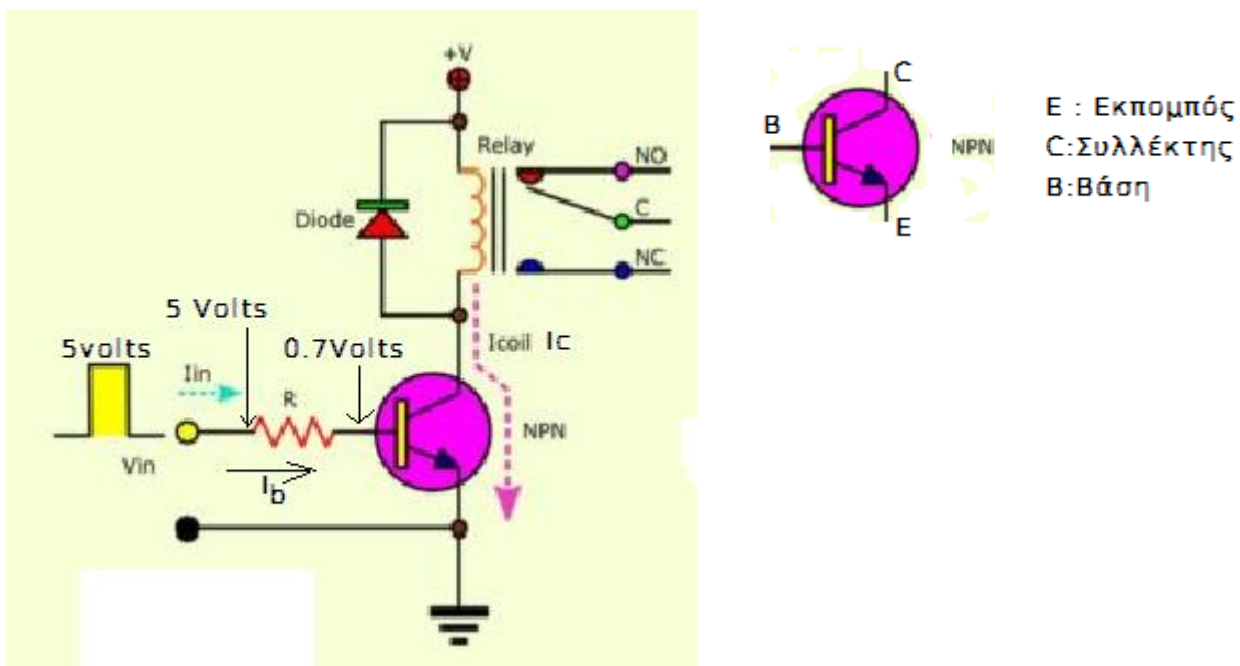 +V
Relay
NO
Diode
C
NC
5 Volts
5volts
0.7Volts
Icoil Ic
Iin
R
NPN
Vin
Ib
C
B
NPN
E
E : Εκπομπός
C:Συλλέκτης
B:Βάση